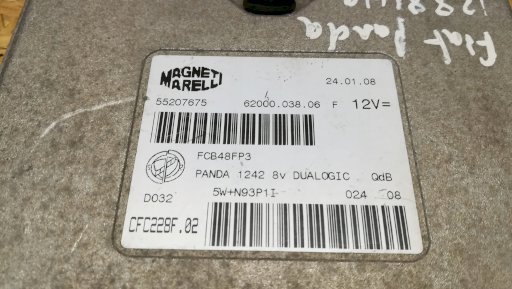 fiat panda
MAGNETI MARELLI
24.01.08
55207675 62000.038.06 F 12V=
FCB48FP3
PANDA 1242 8v DUALOGIC QdB
D032 5W+N93P1I 024 08
CFC229F.02